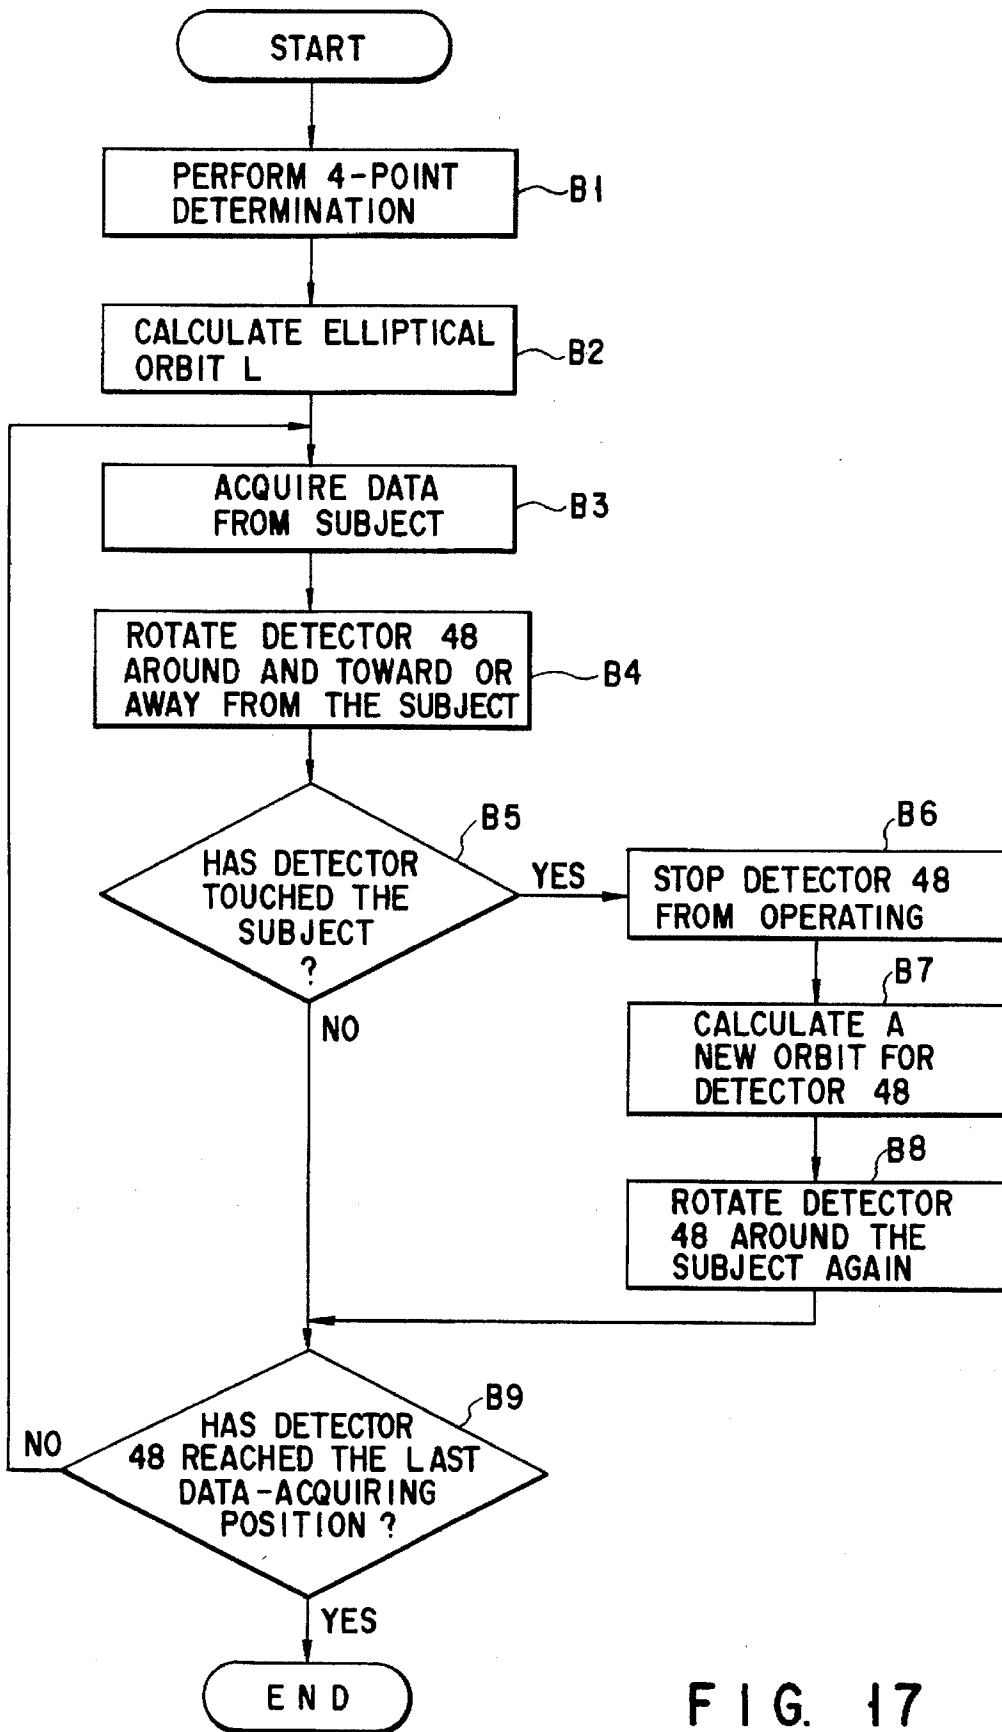 START
PERFORM 4-POINT
DETERMINATION
B1
CALCULATE ELLIPTICAL
ORBIT L
B2
ACQUIRE DATA
FROM SUBJECT
B3
ROTATE DETECTOR 48
AROUND AND TOWARD OR
AWAY FROM THE SUBJECT
B4
B5
HAS DETECTOR
TOUCHED THE
SUBJECT
?
YES
NO
B6
STOP DETECTOR 48
FROM OPERATING
B7
CALCULATE A
NEW ORBIT FOR
DETECTOR 48
B8
ROTATE DETECTOR
48 AROUND THE
SUBJECT AGAIN
B9
HAS DETECTOR
48 REACHED THE LAST
DATA-ACQUIRING
POSITION ?
NO
YES
END
FIG. 17